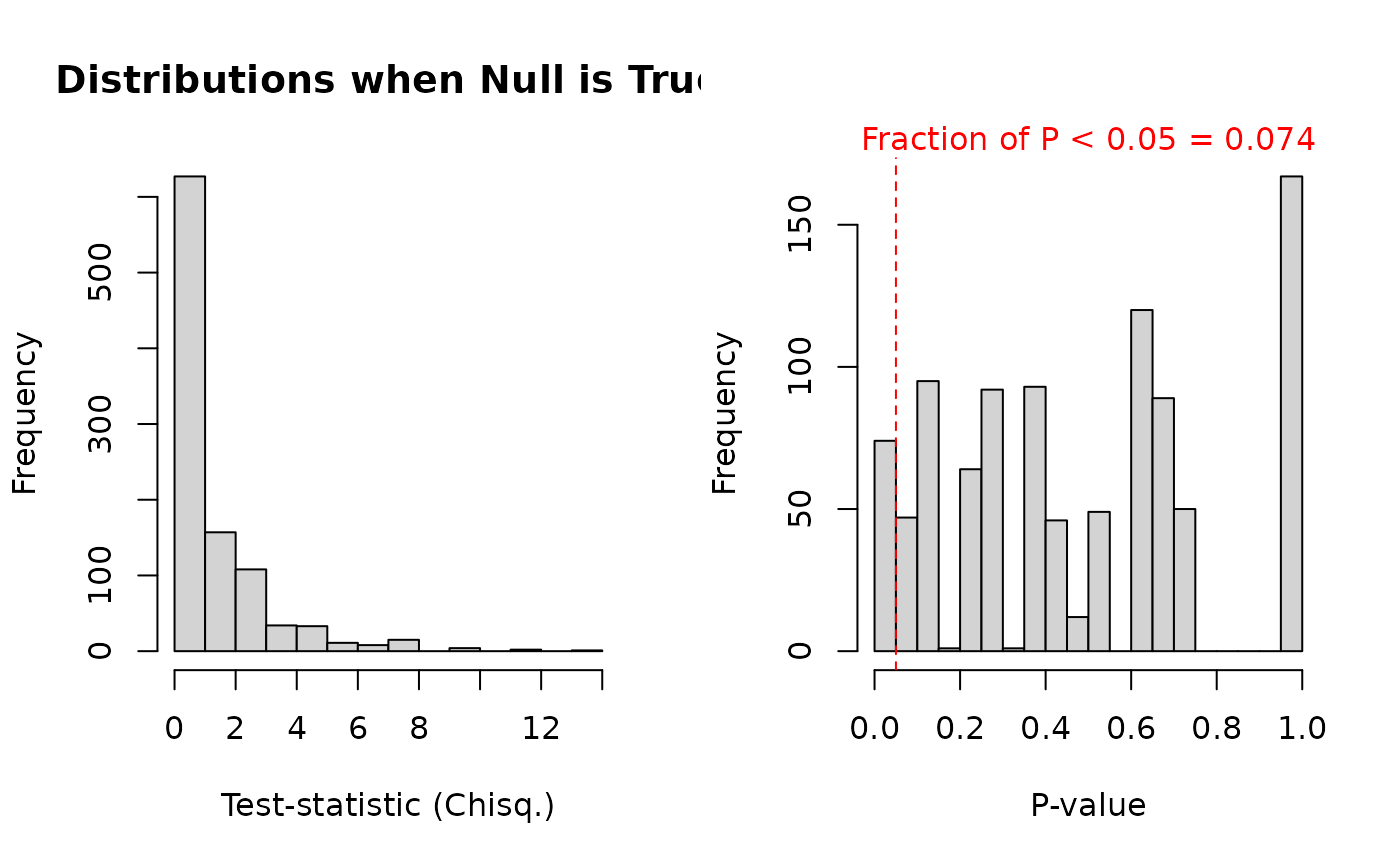 Distributions when Null is Tru
Frequency
0
100
300
500
0 2 4 6 8 12
Test-statistic (Chisq.)
Fraction of P < 0.05 = 0.074
Frequency
0
50
100
150
0.0 0.2 0.4 0.6 0.8 1.0
P-value